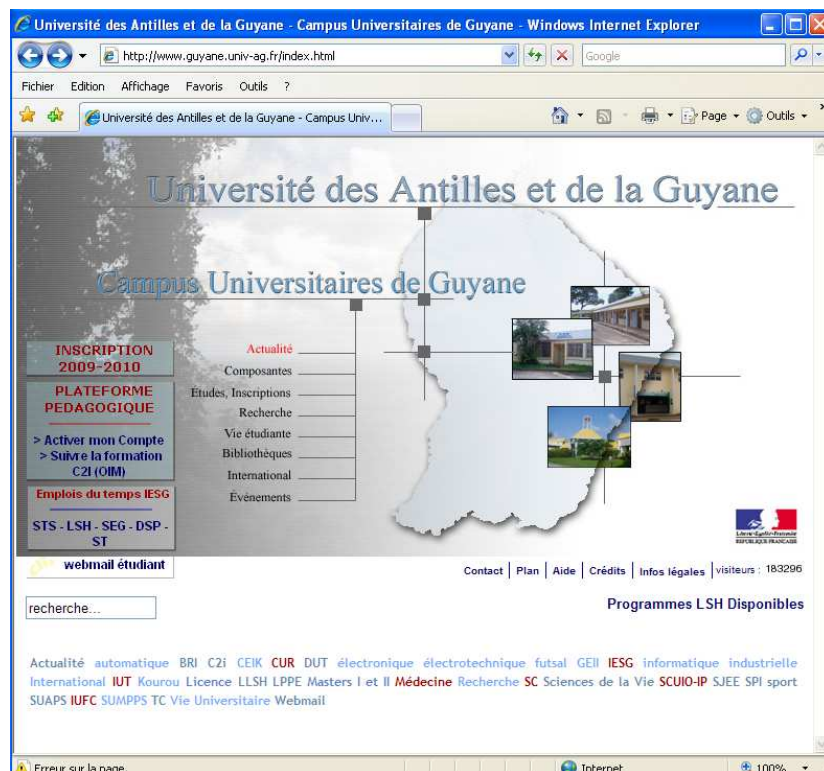 Université des Antilles et de la Guyane - Campus Universitaires de Guyane - Windows Internet Explorer
http://www.guyane.univ-ag.fr/index.html
Google
Fichier Edition Affichage Favoris Outils ?
Université des Antilles et de la Guyane - Campus Univ...
Page Outils
Université des Antilles et de la Guyane
Campus Universitaires de Guyane
INSCRIPTION
2009-2010
PLATEFORME
PEDAGOGIQUE
> Activer mon Compte
> Suivre la formation
C2I (OIM)
Emplois du temps IESG
STS - LSH - SEG - DSP -
ST
webmail étudiant
Actualité
Composantes
Études, Inscriptions
Recherche
Vie étudiante
Bibliothèques
International
Événements
Liberté • Égalité • Fraternité
RÉPUBLIQUE FRANÇAISE
Contact | Plan | Aide | Crédits | Infos légales | visiteurs : 183296
recherche...
Programmes LSH Disponibles
Actualité automatique BRI C2i CEIK CUR DUT électronique électrotechnique futsal GEII IESG informatique industrielle
International IUT Kourou Licence LLSH LPPE Masters I et II Médecine Recherche SC Sciences de la Vie SCUIO-IP SJEE SPI sport
SUAPS IUFC SUMPPS TC Vie Universitaire Webmail
Erreur sur la page.
Internet
100%